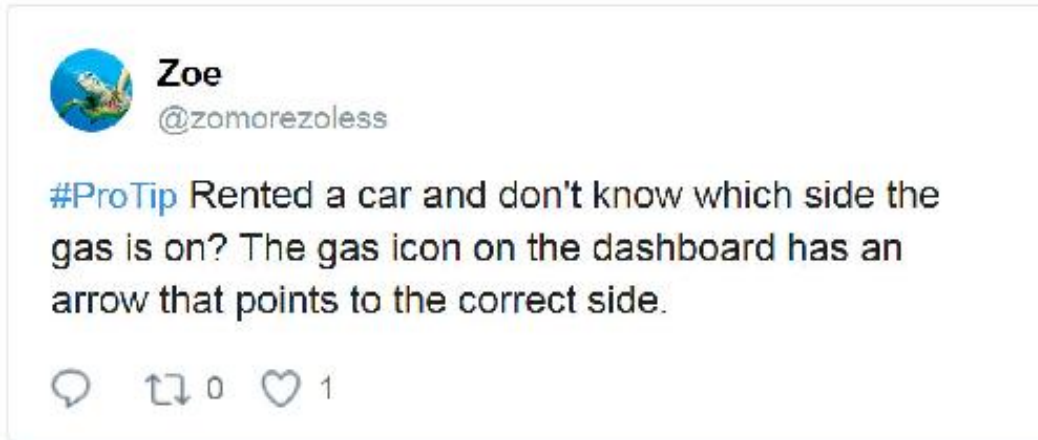 Zoe
@zomorezoless
#ProTip Rented a car and don't know which side the
gas is on? The gas icon on the dashboard has an
arrow that points to the correct side.
0 1